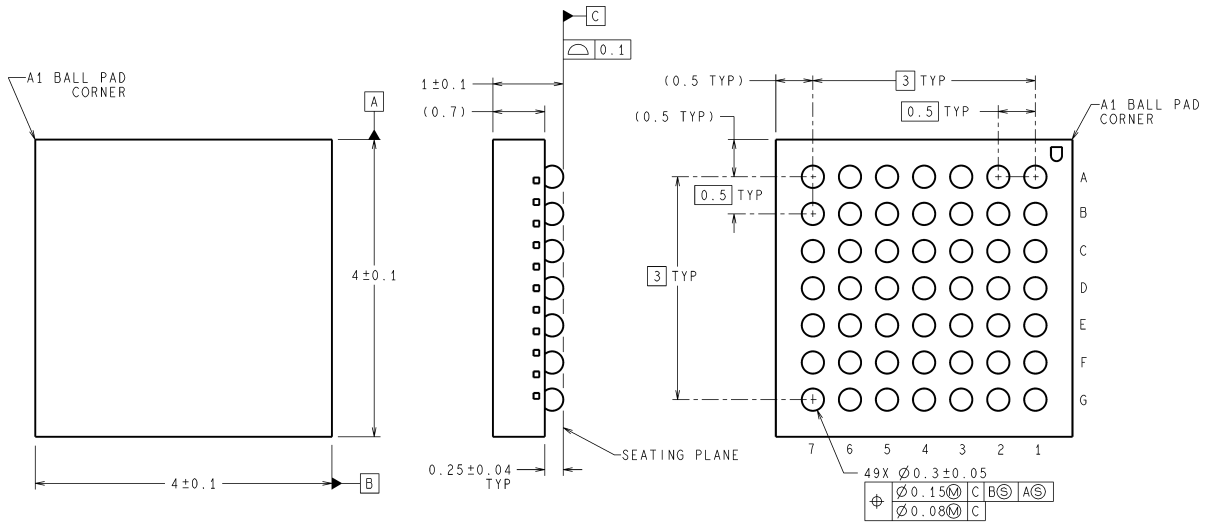 A1 BALL PAD
CORNER
A
4±0.1
4±0.1
B
C
⌓ 0.1
1±0.1
(0.7)
0.25±0.04
TYP
SEATING PLANE
(0.5 TYP)
3 TYP
0.5 TYP
(0.5 TYP)
A1 BALL PAD
CORNER
0.5 TYP
3 TYP
A
B
C
D
E
F
G
7 6 5 4 3 2 1
49X Ø0.3±0.05
⌖ Ø0.15Ⓜ C BⓈ AⓈ
Ø0.08Ⓜ C